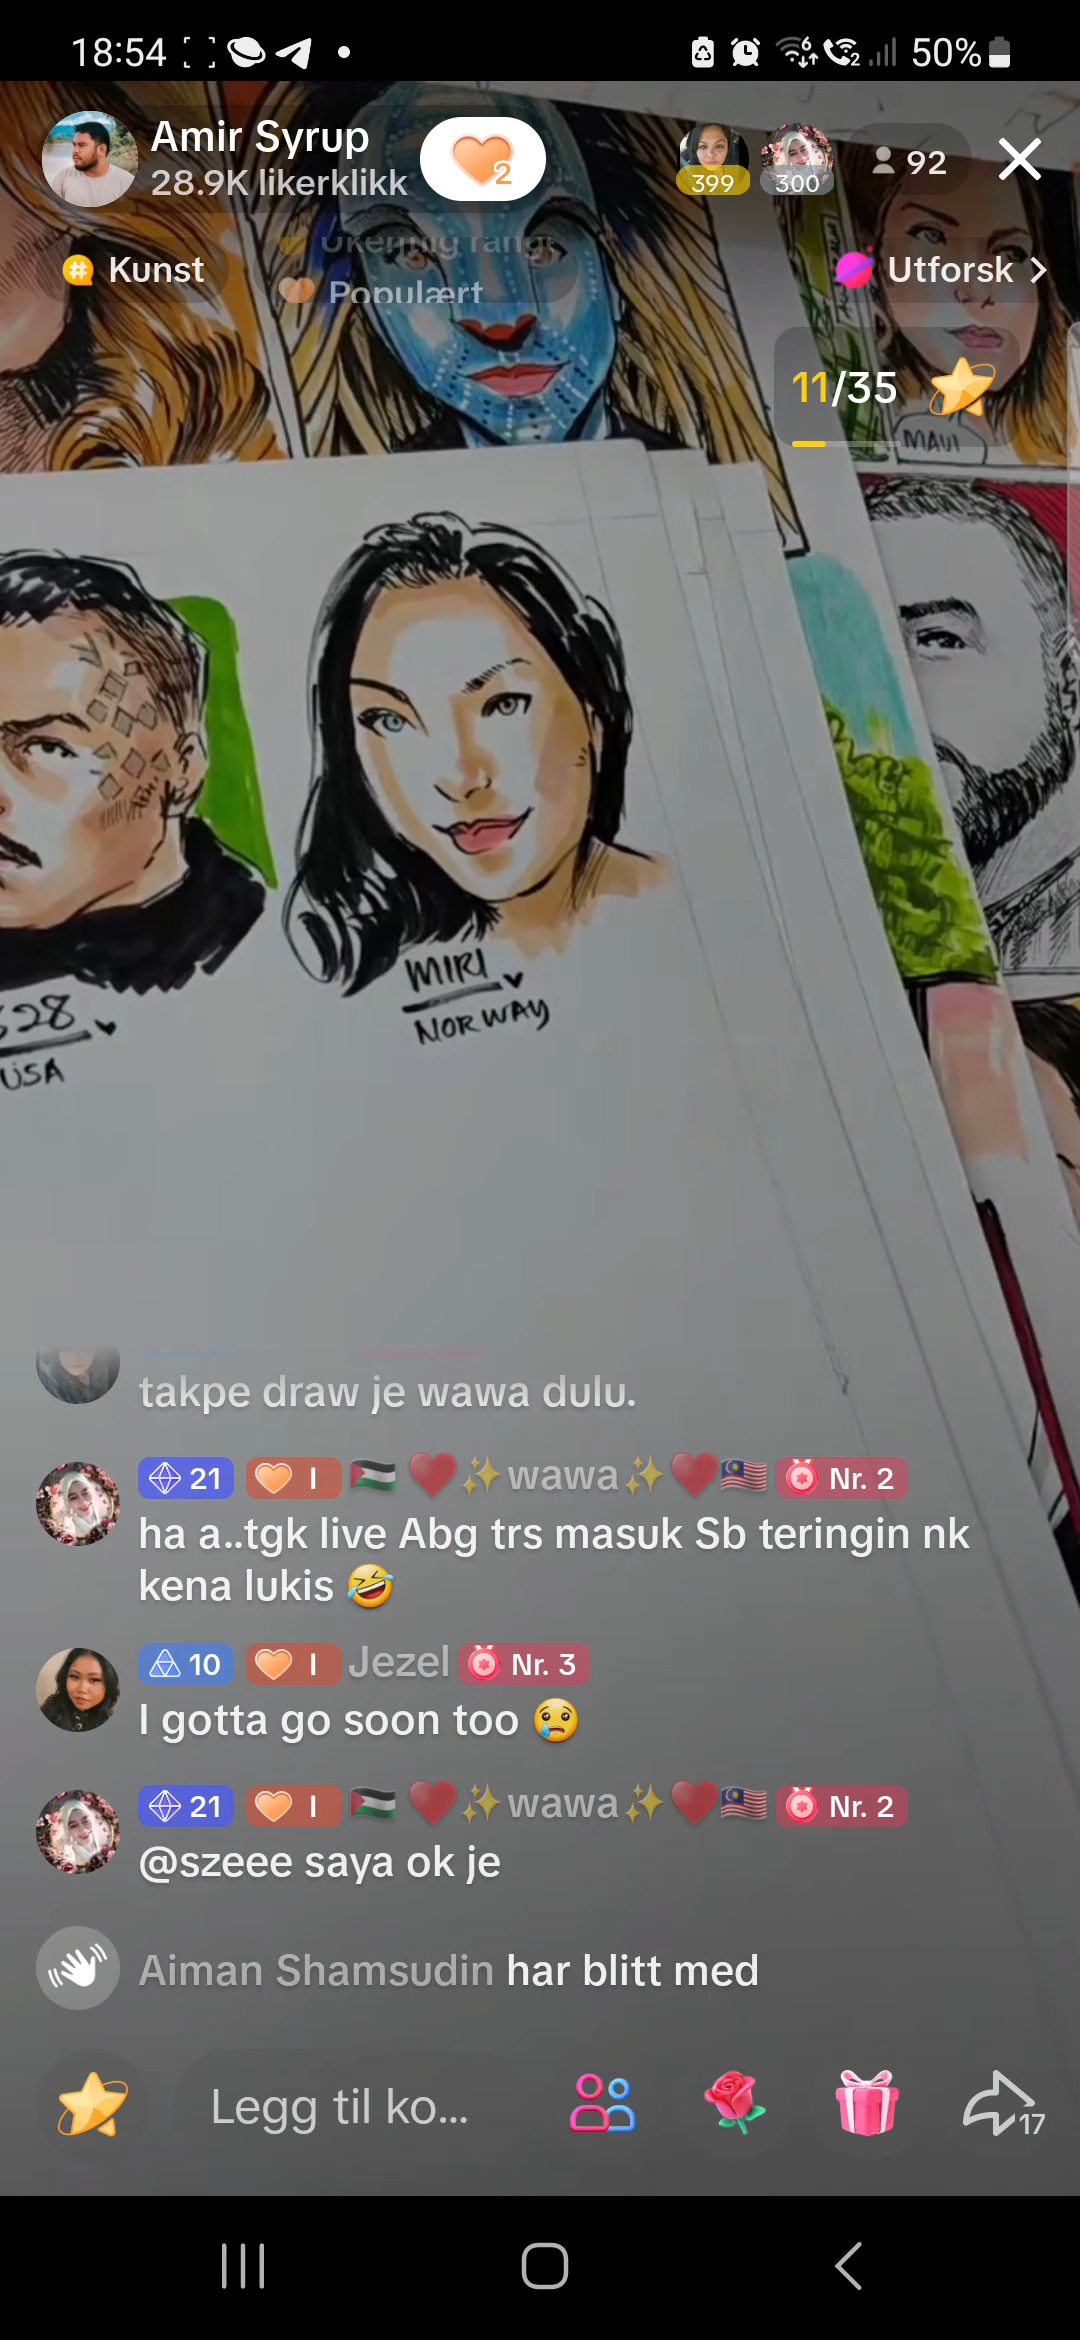 18:54
50%
Amir Syrup
28.9K likerklikk
2
399
300
92
Kunst
Populært
Utforsk
11/35
MAUI
528
USA
MIRI
NORWAY
takpe draw je wawa dulu.
21 I wawa Nr. 2
ha a..tgk live Abg trs masuk Sb teringin nk
kena lukis 🤣
10 I Jezel Nr. 3
I gotta go soon too 😢
21 I wawa Nr. 2
@szeee saya ok je
Aiman Shamsudin har blitt med
Legg til ko...
17